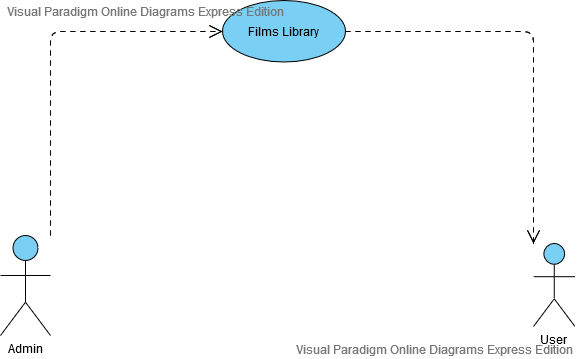 Visual Paradigm Online Diagrams Express Edition
Films Library
Admin
User
Visual Paradigm Online Diagrams Express Edition